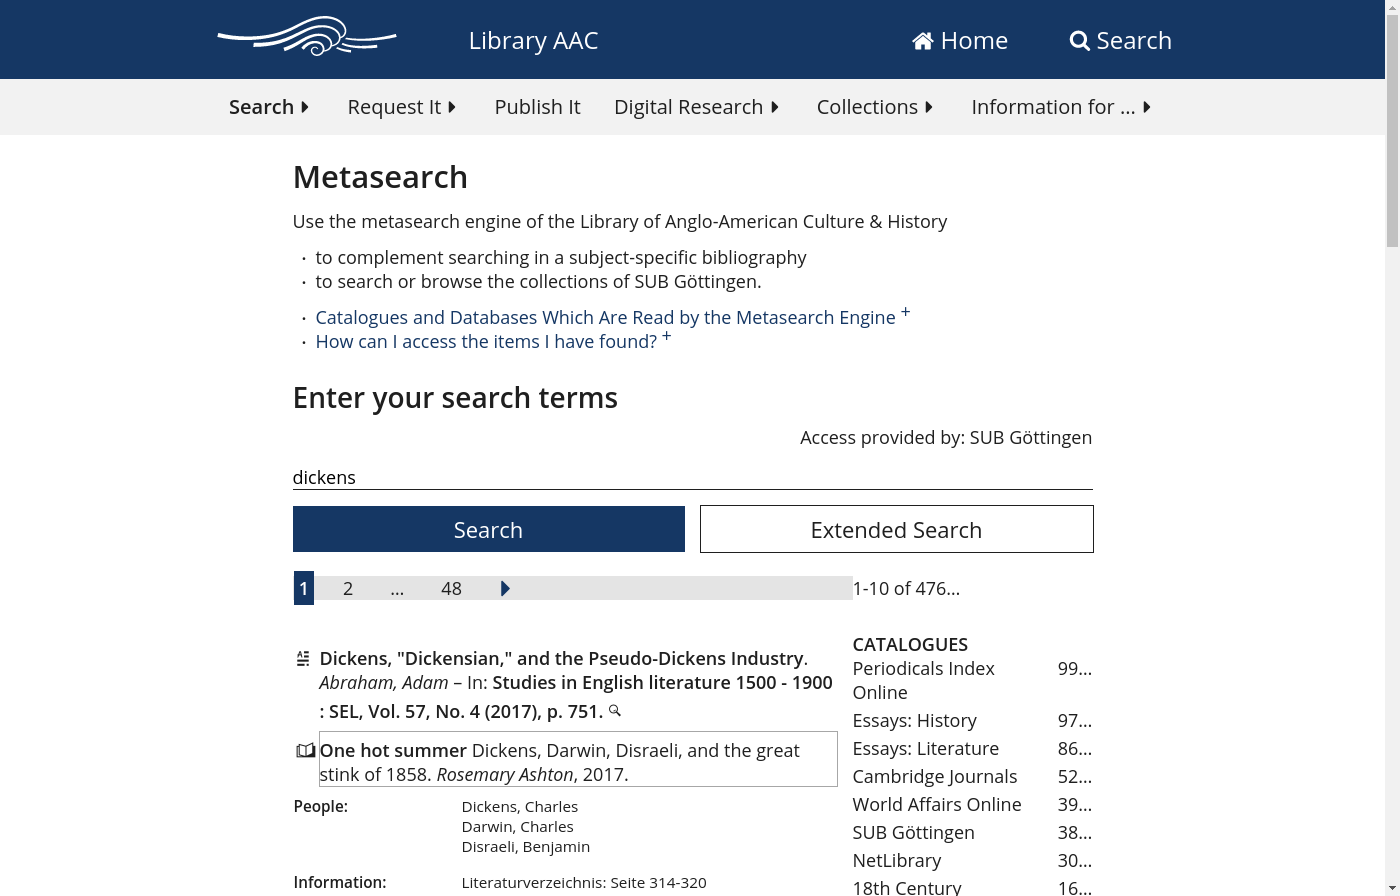 Library AAC
Home
Search
Search
Request It
Publish It
Digital Research
Collections
Information for ...
Metasearch
Use the metasearch engine of the Library of Anglo-American Culture & History
· to complement searching in a subject-specific bibliography
· to search or browse the collections of SUB Göttingen.
· Catalogues and Databases Which Are Read by the Metasearch Engine +
· How can I access the items I have found? +
Enter your search terms
Access provided by: SUB Göttingen
dickens
Search
Extended Search
1 2 ... 48
1-10 of 476...
Dickens, "Dickensian," and the Pseudo-Dickens Industry.
Abraham, Adam – In: Studies in English literature 1500 - 1900
: SEL, Vol. 57, No. 4 (2017), p. 751.
One hot summer Dickens, Darwin, Disraeli, and the great
stink of 1858. Rosemary Ashton, 2017.
People: Dickens, Charles
Darwin, Charles
Disraeli, Benjamin
Information: Literaturverzeichnis: Seite 314-320
CATALOGUES
Periodicals Index 99...
Online
Essays: History 97...
Essays: Literature 86...
Cambridge Journals 52...
World Affairs Online 39...
SUB Göttingen 38...
NetLibrary 30...
18th Century 16...